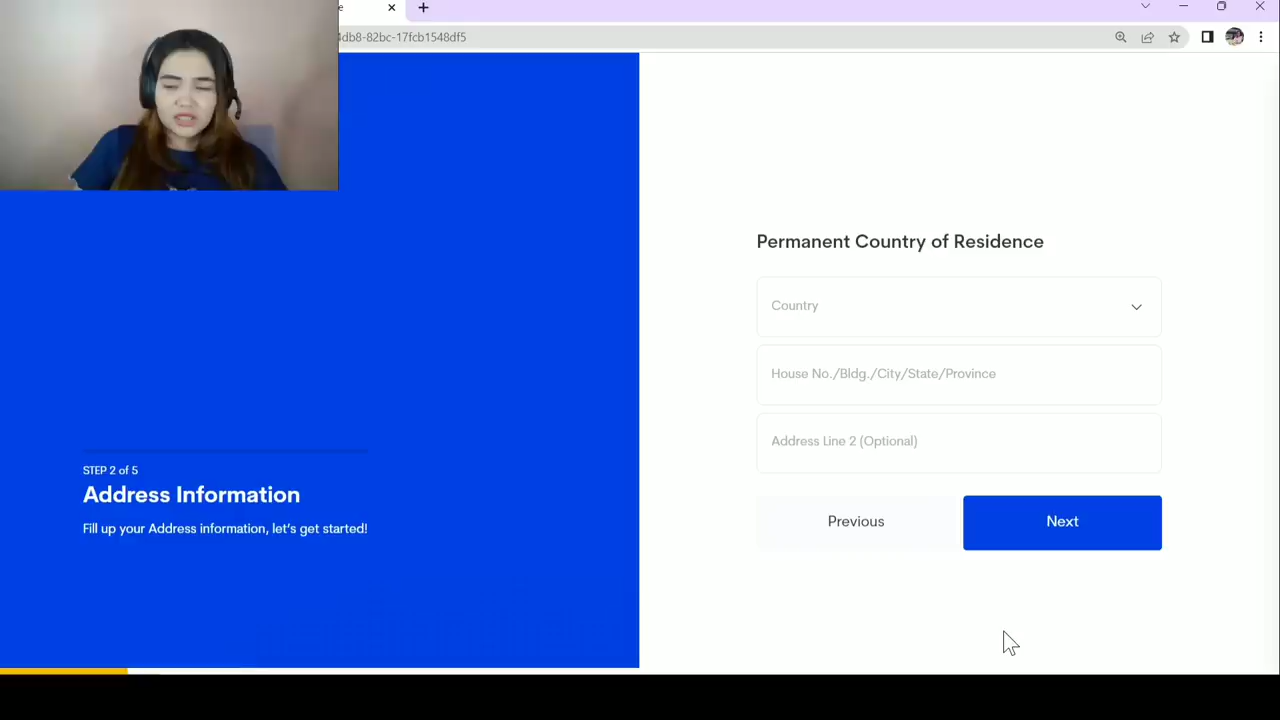 4db8-82bc-17fcb1548df5
Permanent Country of Residence
Country
House No./Bldg./City/State/Province
Address Line 2 (Optional)
Previous
Next
STEP 2 of 5
Address Information
Fill up your Address information, let's get started!